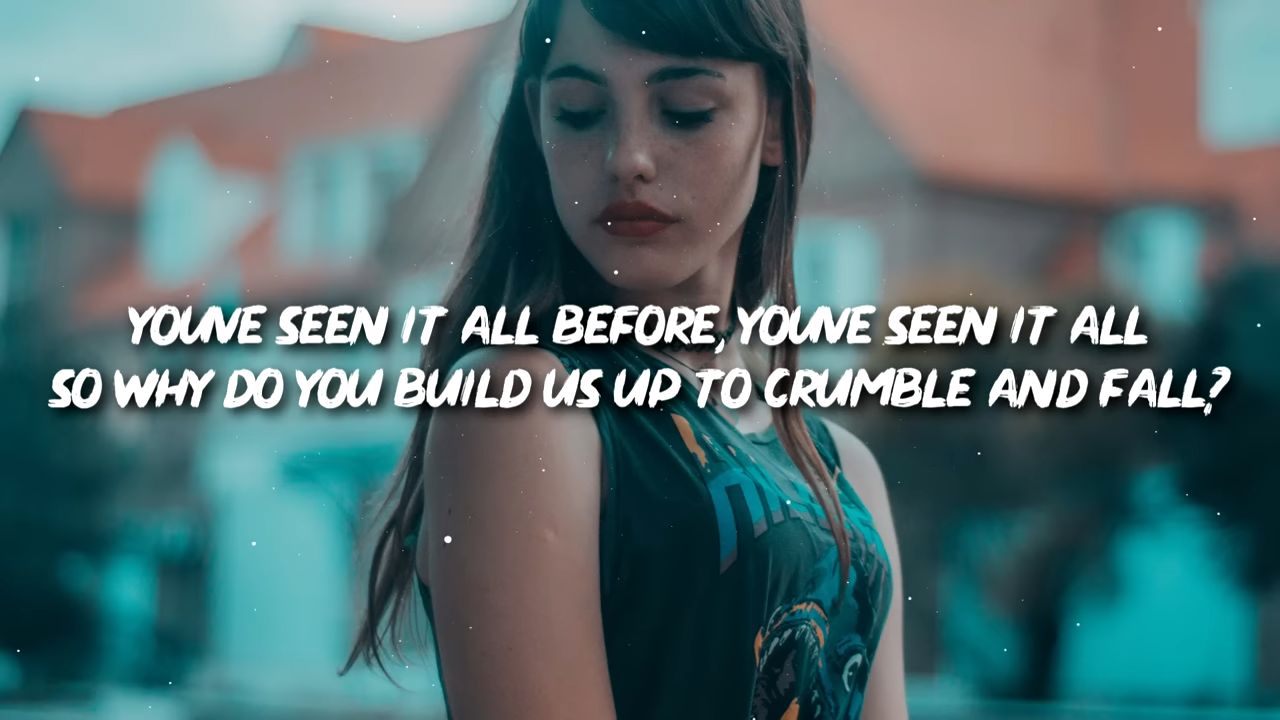 YOUVE SEEN IT ALL BEFORE, YOUVE SEEN IT ALL
SO WHY DO YOU BUILD US UP TO CRUMBLE AND FALL?